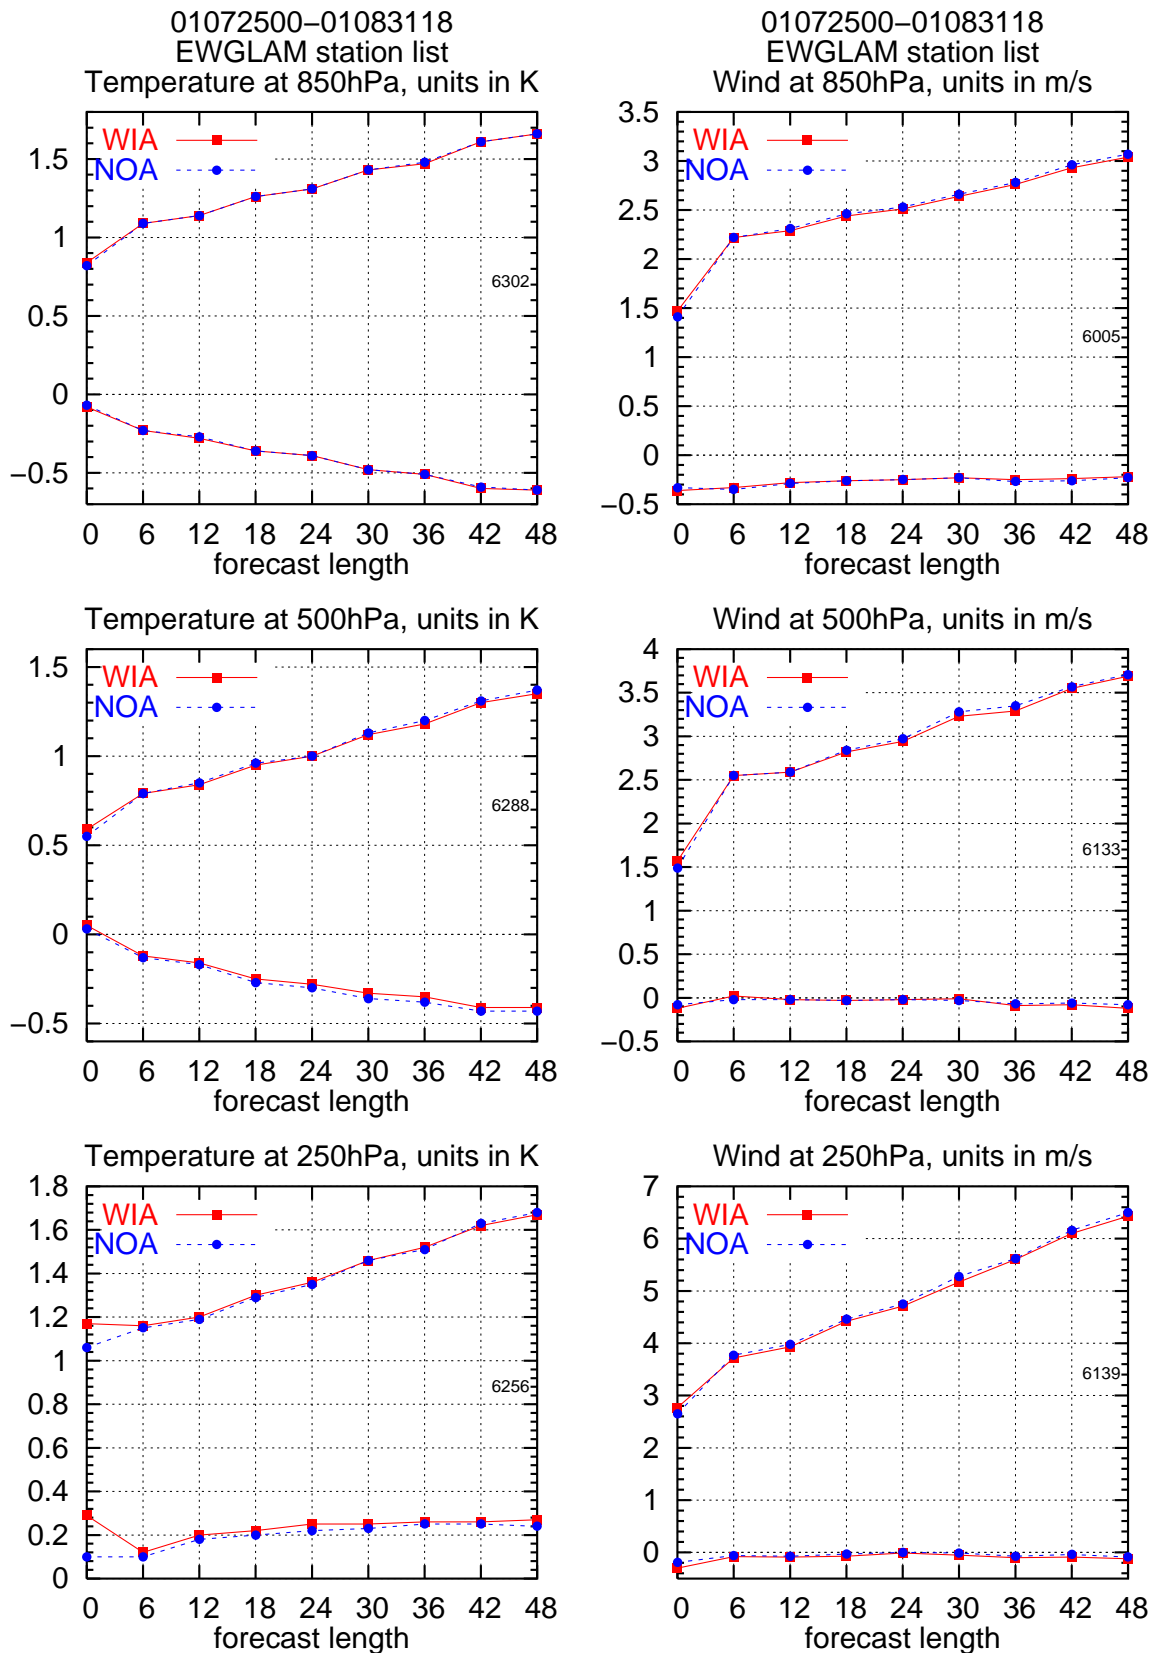 01072500−01083118
EWGLAM station list
Temperature at 850hPa, units in K
WIA
NOA
1.5
1
0.5
0
−0.5
6302
0 6 12 18 24 30 36 42 48
forecast length
01072500−01083118
EWGLAM station list
Wind at 850hPa, units in m/s
WIA
NOA
3.5
3
2.5
2
1.5
1
0.5
0
−0.5
6005
0 6 12 18 24 30 36 42 48
forecast length
Temperature at 500hPa, units in K
WIA
NOA
1.5
1
0.5
0
−0.5
6288
0 6 12 18 24 30 36 42 48
forecast length
Wind at 500hPa, units in m/s
WIA
NOA
4
3.5
3
2.5
2
1.5
1
0.5
0
−0.5
6133
0 6 12 18 24 30 36 42 48
forecast length
Temperature at 250hPa, units in K
WIA
NOA
1.8
1.6
1.4
1.2
1
0.8
0.6
0.4
0.2
0
6256
0 6 12 18 24 30 36 42 48
forecast length
Wind at 250hPa, units in m/s
WIA
NOA
7
6
5
4
3
2
1
0
6139
0 6 12 18 24 30 36 42 48
forecast length